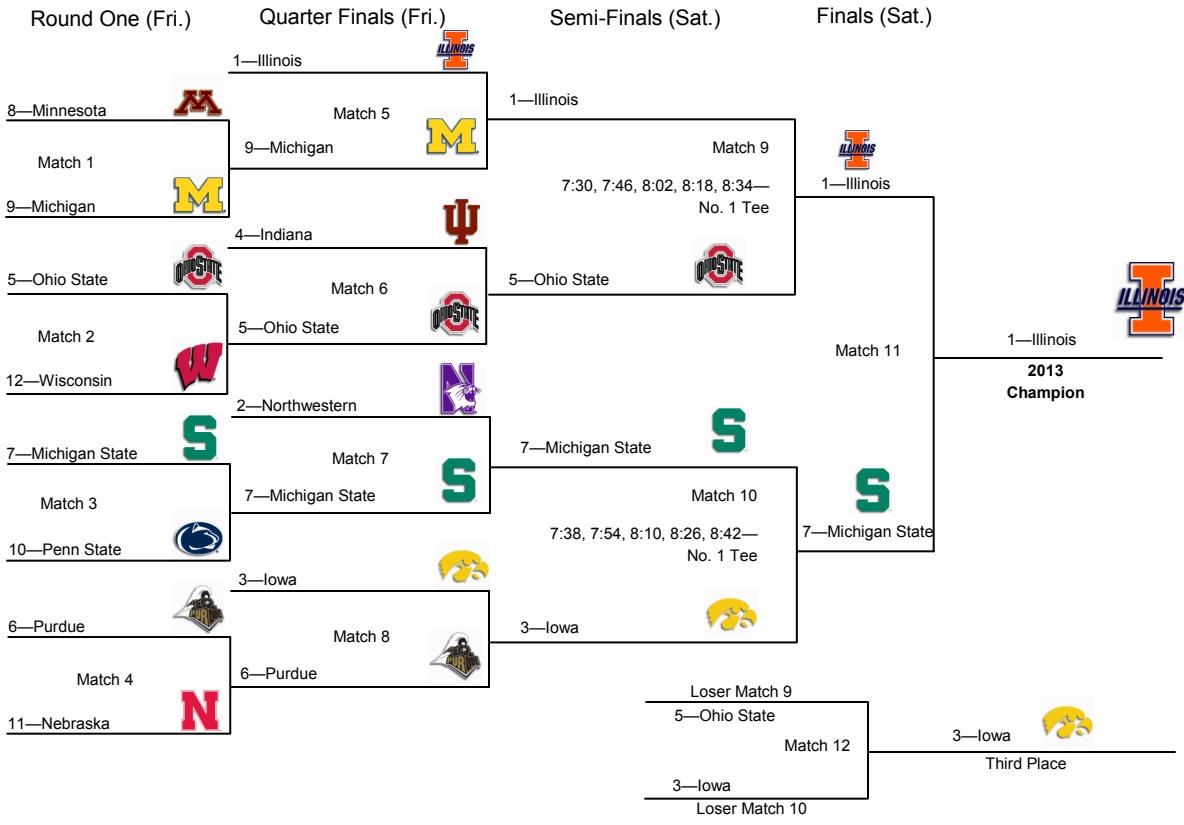 Round One (Fri.)
Quarter Finals (Fri.)
Semi-Finals (Sat.)
Finals (Sat.)
8—Minnesota
Match 1
9—Michigan
5—Ohio State
OHIO STATE
Match 2
12—Wisconsin
7—Michigan State
Match 3
10—Penn State
6—Purdue
PURDUE
Match 4
11—Nebraska
1—Illinois
ILLINOIS
Match 5
9—Michigan
4—Indiana
Match 6
5—Ohio State
OHIO STATE
2—Northwestern
Match 7
7—Michigan State
3—Iowa
Match 8
6—Purdue
PURDUE
1—Illinois
Match 9
7:30, 7:46, 8:02, 8:18, 8:34—
No. 1 Tee
5—Ohio State
OHIO STATE
7—Michigan State
Match 10
7:38, 7:54, 8:10, 8:26, 8:42—
No. 1 Tee
3—Iowa
ILLINOIS
1—Illinois
Match 11
7—Michigan State
ILLINOIS
1—Illinois
2013
Champion
Loser Match 9
5—Ohio State
Match 12
3—Iowa
Loser Match 10
3—Iowa
Third Place